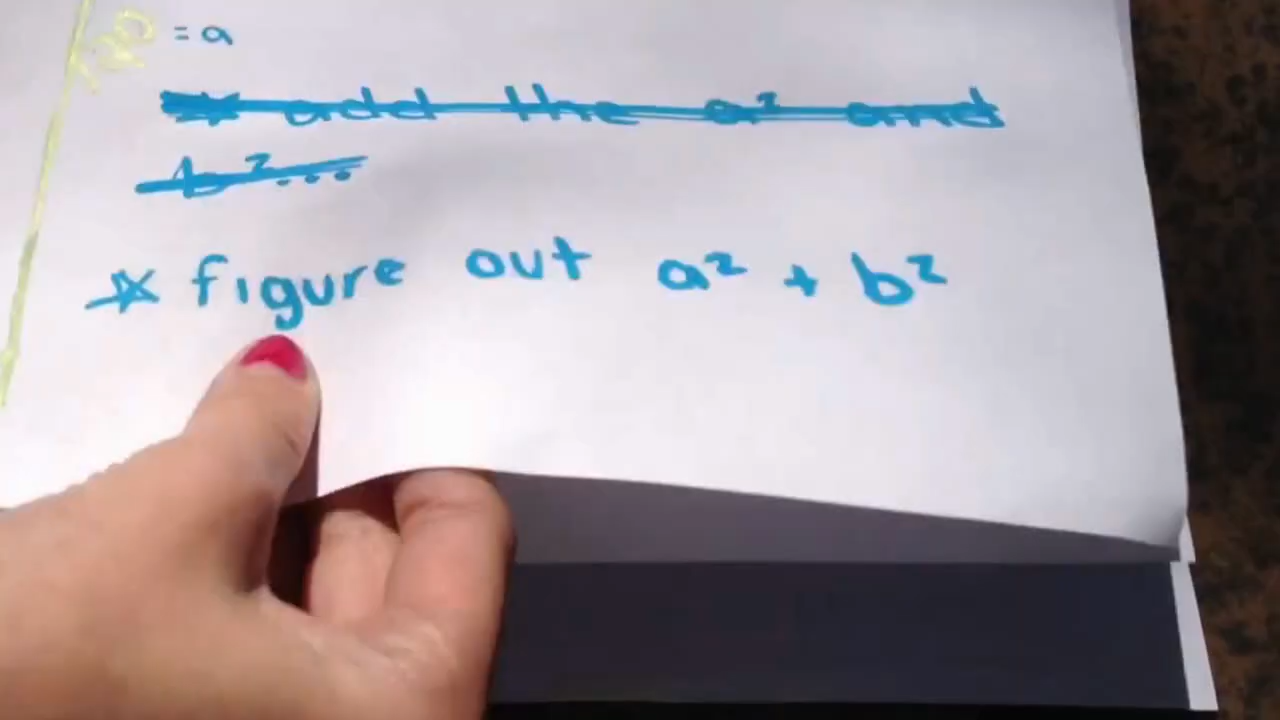 = a
* add the a² and
b²...
☆ figure out a² + b²